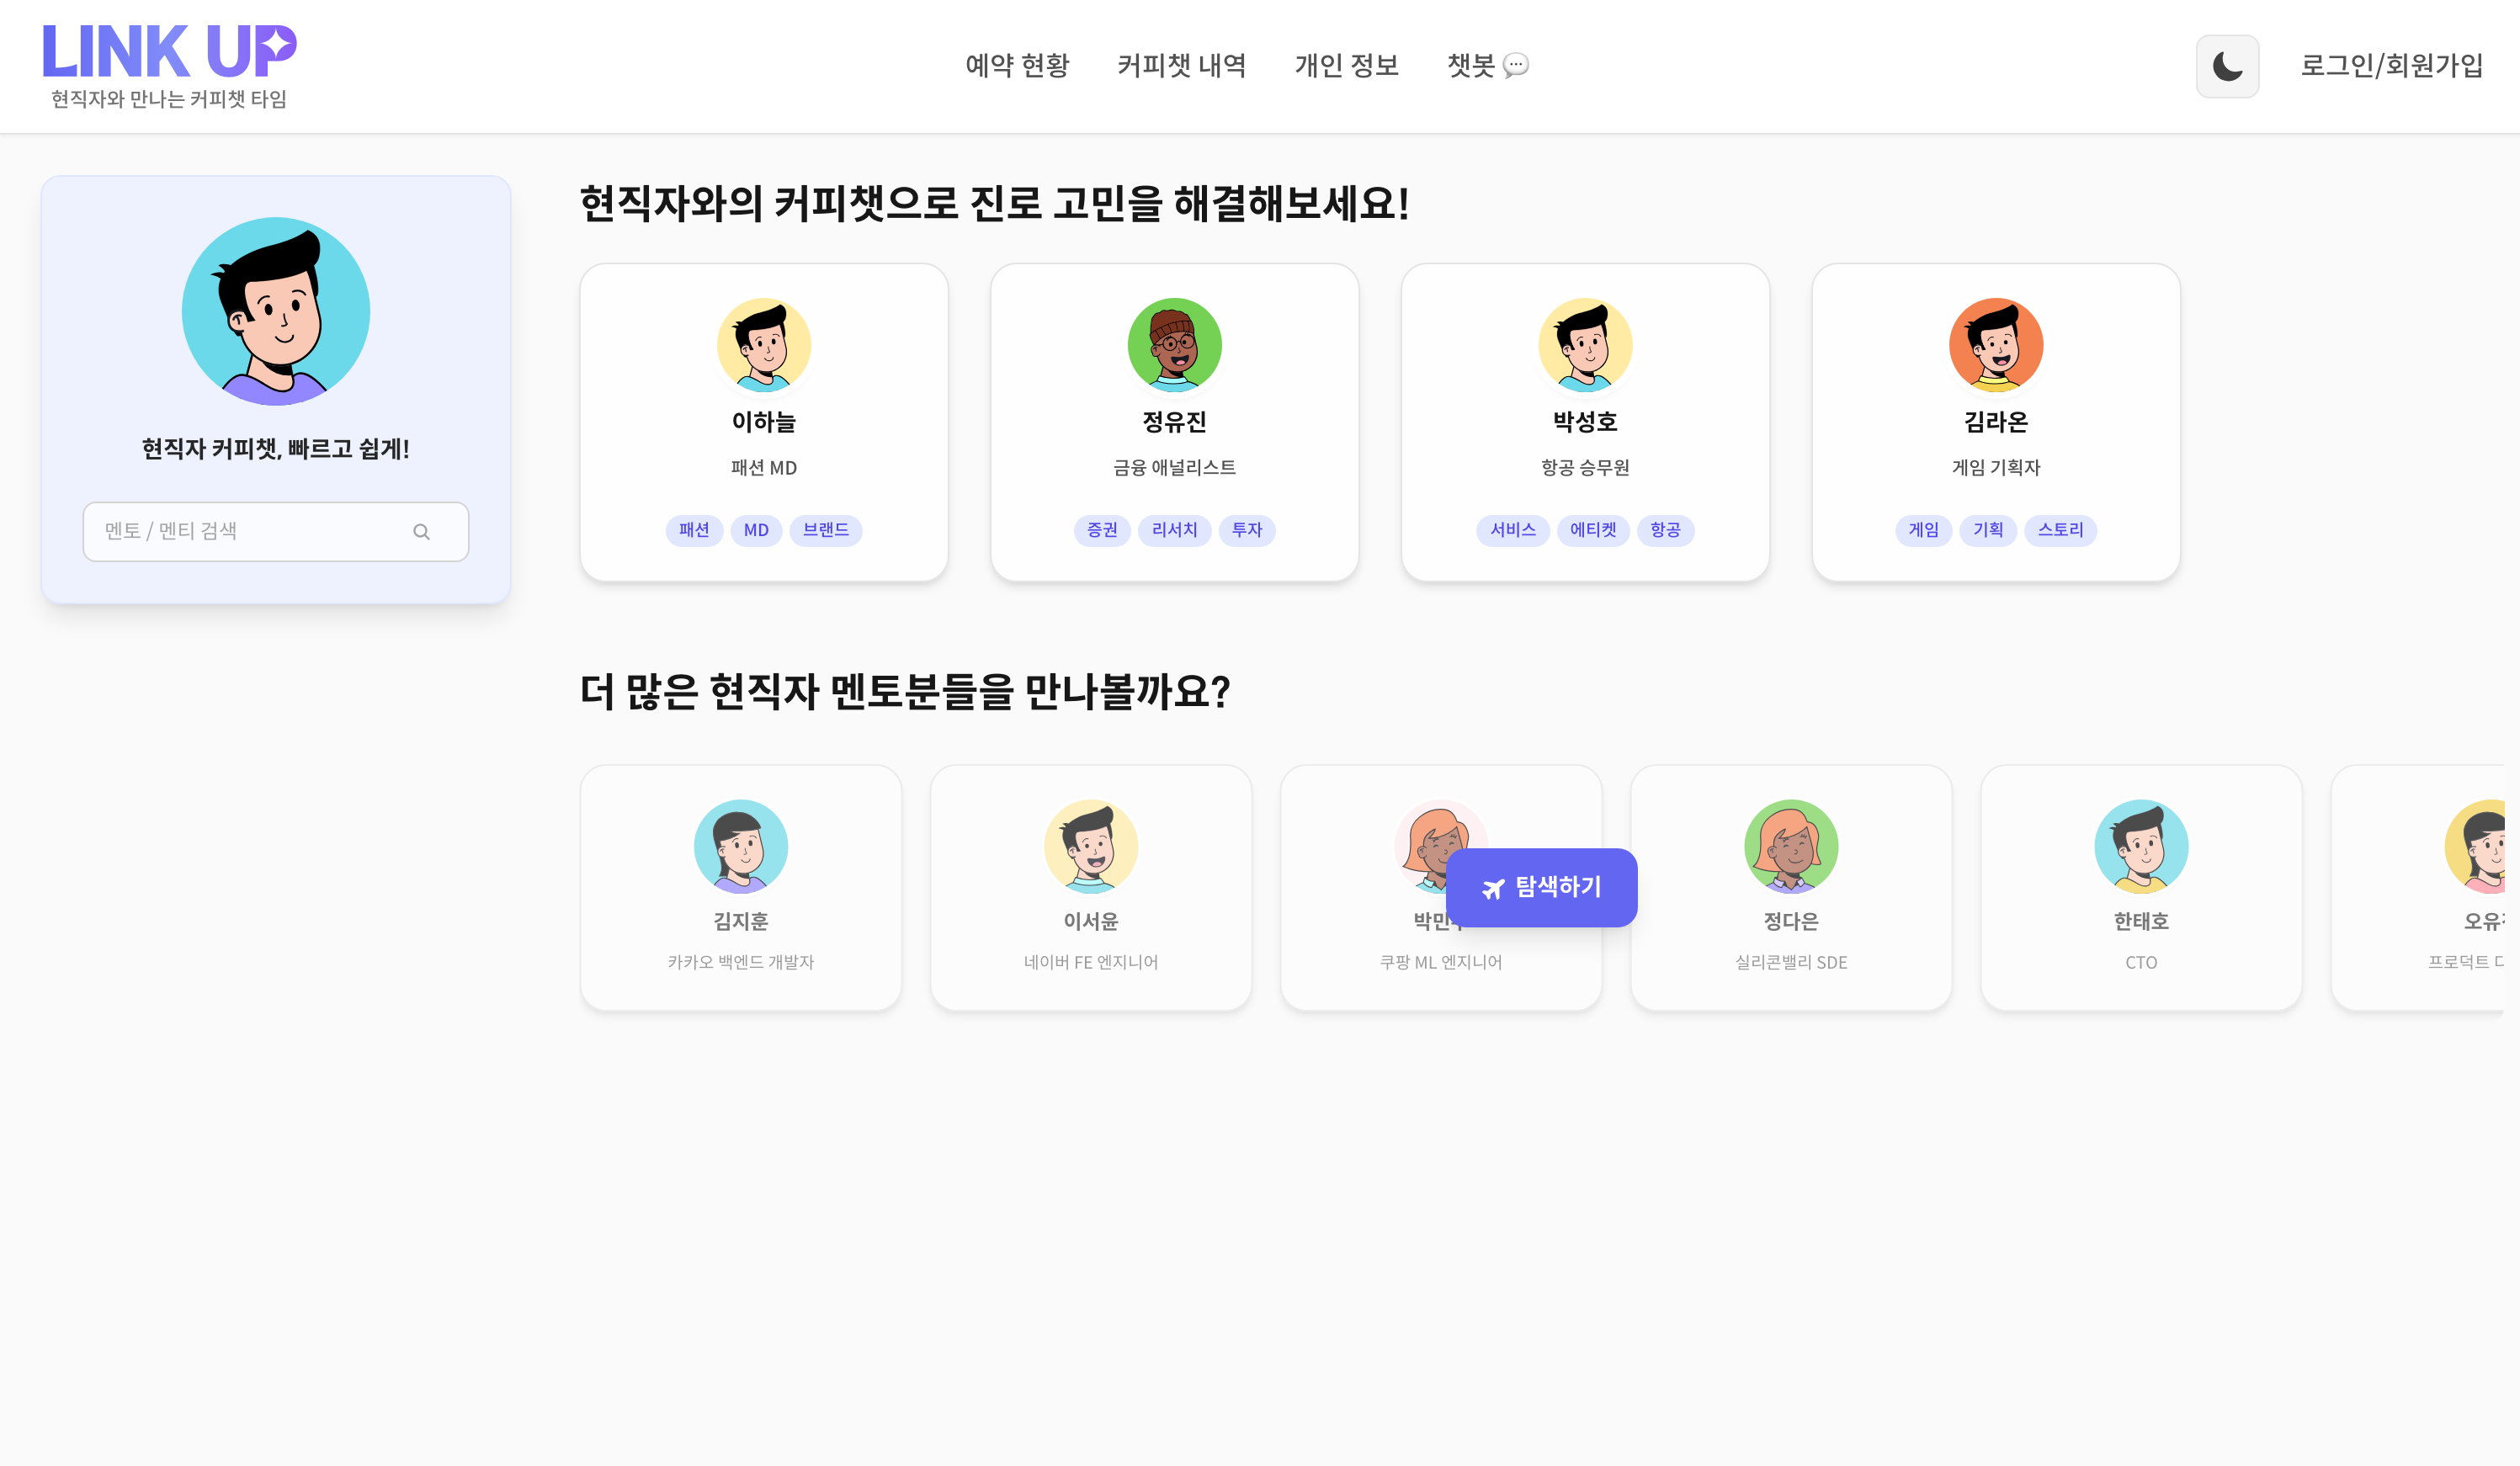 LINK UP
현직자와 만나는 커피챗 타임
예약 현황 커피챗 내역 개인 정보 챗봇
로그인/회원가입
현직자 커피챗, 빠르고 쉽게!
멘토 / 멘티 검색
현직자와의 커피챗으로 진로 고민을 해결해보세요!
이하늘
패션 MD
패션 MD 브랜드
정유진
금융 애널리스트
증권 리서치 투자
박성호
항공 승무원
서비스 에티켓 항공
김라온
게임 기획자
게임 기획 스토리
더 많은 현직자 멘토분들을 만나볼까요?
김지훈
카카오 백엔드 개발자
이서윤
네이버 FE 엔지니어
쿠팡 ML 엔지니어
탐색하기
정다은
실리콘밸리 SDE
한태호
CTO
프로덕트